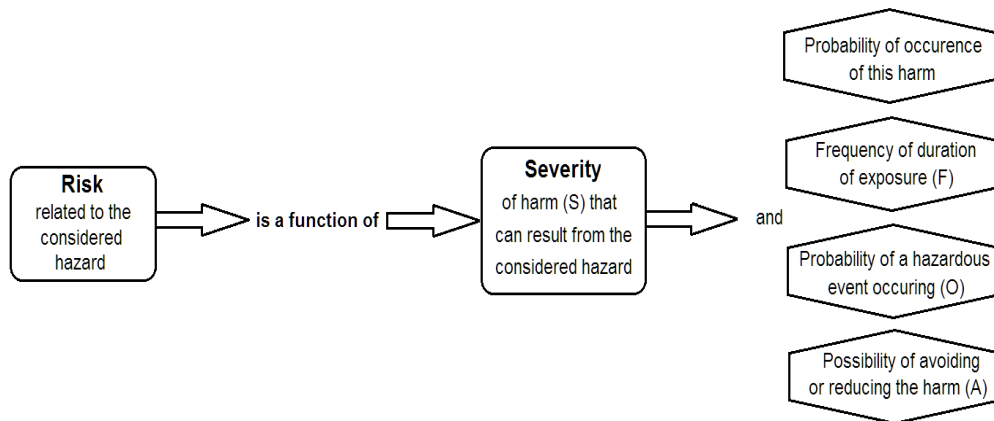 Risk
related to the
considered
hazard
is a function of
Severity
of harm (S) that
can result from the
considered hazard
and
Probability of occurence
of this harm
Frequency of duration
of exposure (F)
Probability of a hazardous
event occuring (O)
Possibility of avoiding
or reducing the harm (A)